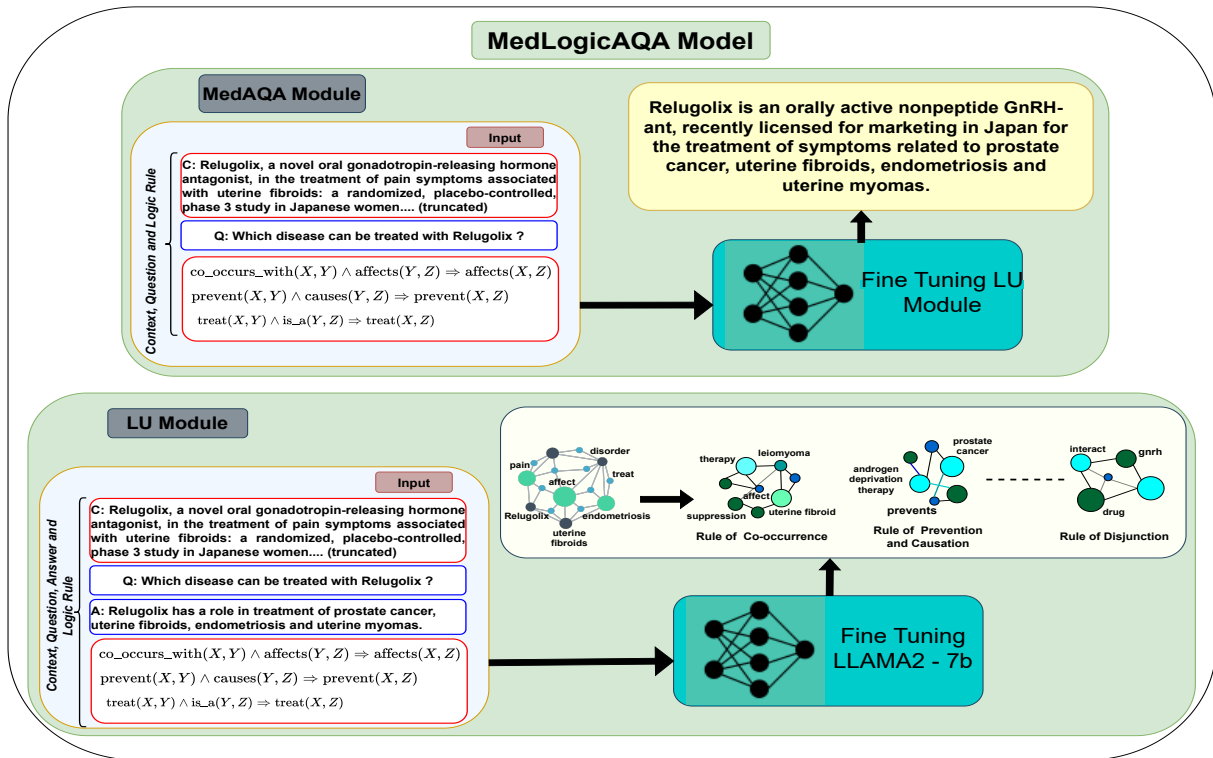 MedLogicAQA Model
MedAQA Module
Input
Context, Question and Logic Rule
C: Relugolix, a novel oral gonadotropin-releasing hormone
antagonist, in the treatment of pain symptoms associated
with uterine fibroids: a randomized, placebo-controlled,
phase 3 study in Japanese women.... (truncated)
Q: Which disease can be treated with Relugolix ?
co_occurs_with(X, Y) ∧ affects(Y, Z) ⇒ affects(X, Z)
prevent(X, Y) ∧ causes(Y, Z) ⇒ prevent(X, Z)
treat(X, Y) ∧ is_a(Y, Z) ⇒ treat(X, Z)
Relugolix is an orally active nonpeptide GnRH-
ant, recently licensed for marketing in Japan for
the treatment of symptoms related to prostate
cancer, uterine fibroids, endometriosis and
uterine myomas.
Fine Tuning LU
Module
LU Module
Input
Context, Question, Answer and
Logic Rule
C: Relugolix, a novel oral gonadotropin-releasing hormone
antagonist, in the treatment of pain symptoms associated
with uterine fibroids: a randomized, placebo-controlled,
phase 3 study in Japanese women.... (truncated)
Q: Which disease can be treated with Relugolix ?
A: Relugolix has a role in treatment of prostate cancer,
uterine fibroids, endometriosis and uterine myomas.
co_occurs_with(X, Y) ∧ affects(Y, Z) ⇒ affects(X, Z)
prevent(X, Y) ∧ causes(Y, Z) ⇒ prevent(X, Z)
treat(X, Y) ∧ is_a(Y, Z) ⇒ treat(X, Z)
disorder
pain
treat
affect
Relugolix
endometriosis
uterine
fibroids
therapy
leiomyoma
affect
suppression
uterine fibroid
Rule of Co-occurrence
prostate
cancer
androgen
deprivation
therapy
prevents
Rule of Prevention
and Causation
interact
gnrh
drug
Rule of Disjunction
Fine Tuning
LLAMA2 - 7b